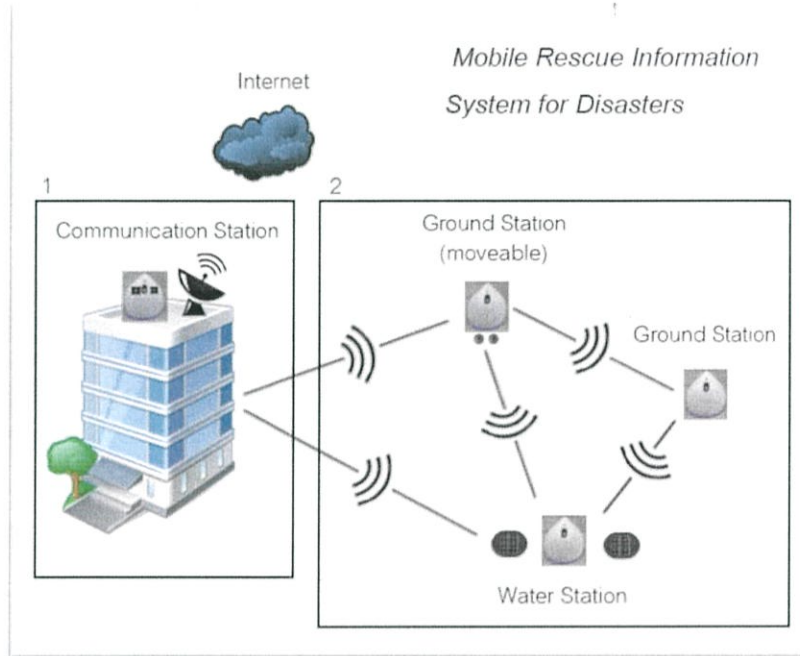 Mobile Rescue Information
System for Disasters
Internet
1
2
Communication Station
Ground Station
(moveable)
Ground Station
Water Station